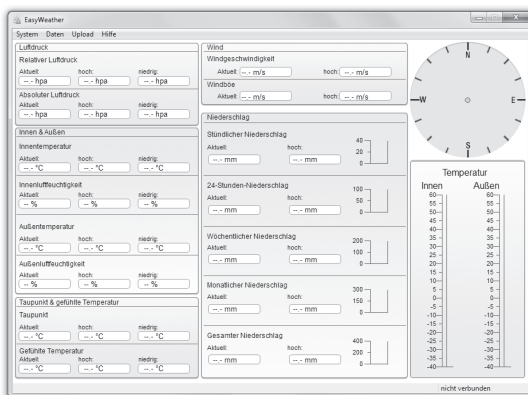 EasyWeather
System Daten Upload Hilfe
Luftdruck
Relativer Luftdruck
Aktuell: hoch: niedrig:
--.- hpa --.- hpa --.- hpa
Absoluter Luftdruck
Aktuell: hoch: niedrig:
--.- hpa --.- hpa --.- hpa
Innen & Außen
Innentemperatur
Aktuell: hoch: niedrig:
--.- °C --.- °C --.- °C
Innenluftfeuchtigkeit
Aktuell: hoch: niedrig:
-- % -- % -- %
Außentemperatur
Aktuell: hoch: niedrig:
--.- °C --.- °C --.- °C
Außenluftfeuchtigkeit
Aktuell: hoch: niedrig:
-- % -- % -- %
Taupunkt & gefühlte Temperatur
Taupunkt
Aktuell: hoch: niedrig:
--.- °C --.- °C --.- °C
Gefühlte Temperatur
Aktuell: hoch: niedrig:
--.- °C --.- °C --.- °C
Wind
Windgeschwindigkeit
Aktuell: --.- m/s hoch: --.- m/s
Windböe
Aktuell: --.- m/s hoch: --.- m/s
Niederschlag
Stündlicher Niederschlag
Aktuell: hoch:
--.- mm --.- mm
40
20
0
24-Stunden-Niederschlag
Aktuell: hoch:
--.- mm --.- mm
100
50
0
Wöchentlicher Niederschlag
Aktuell: hoch:
--.- mm --.- mm
200
100
0
Monatlicher Niederschlag
Aktuell: hoch:
--.- mm --.- mm
300
150
0
Gesamter Niederschlag
Aktuell: hoch:
--.- mm --.- mm
400
200
0
N
W E
S
Temperatur
Innen Außen
60 60
55 55
50 50
45 45
40 40
35 35
30 30
25 25
20 20
15 15
10 10
5 5
0 0
-5 -5
-10 -10
-15 -15
-20 -20
-25 -25
-30 -30
-35 -35
-40 -40
nicht verbunden